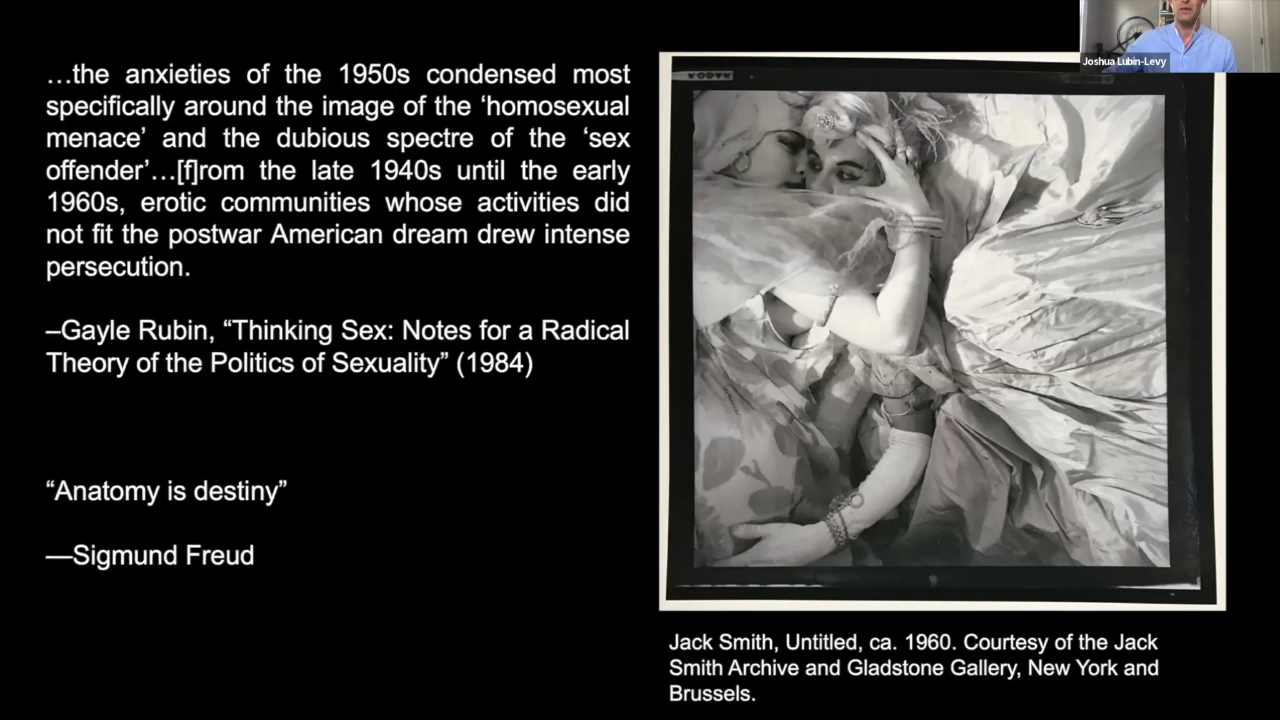 …the anxieties of the 1950s condensed most
specifically around the image of the ‘homosexual
menace’ and the dubious spectre of the ‘sex
offender’…[f]rom the late 1940s until the early
1960s, erotic communities whose activities did
not fit the postwar American dream drew intense
persecution.
–Gayle Rubin, “Thinking Sex: Notes for a Radical
Theory of the Politics of Sexuality” (1984)
“Anatomy is destiny”
—Sigmund Freud
Joshua Lubin-Levy
Jack Smith, Untitled, ca. 1960. Courtesy of the Jack
Smith Archive and Gladstone Gallery, New York and
Brussels.